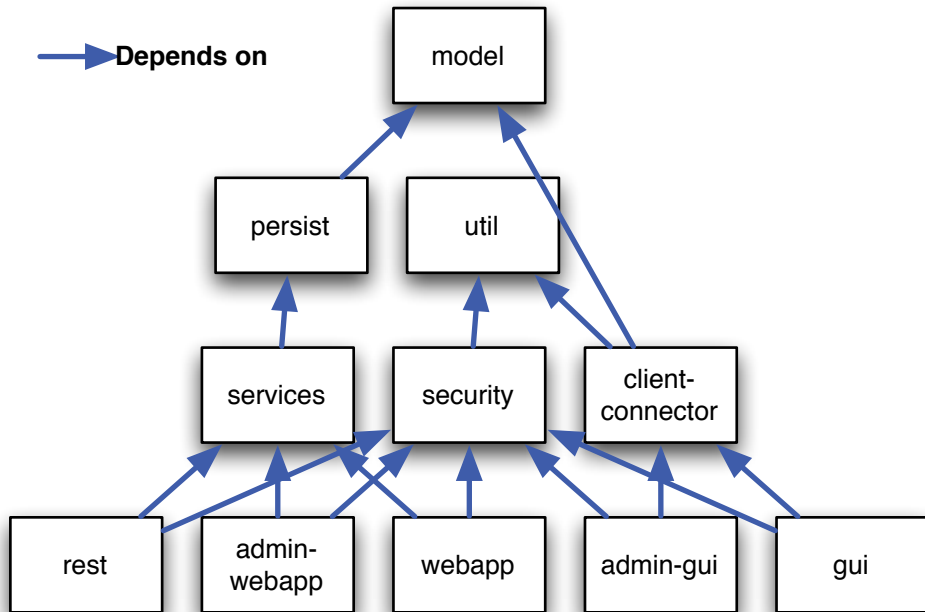 Depends on
model
persist
util
services
security
client-
connector
rest
admin-
webapp
webapp
admin-gui
gui